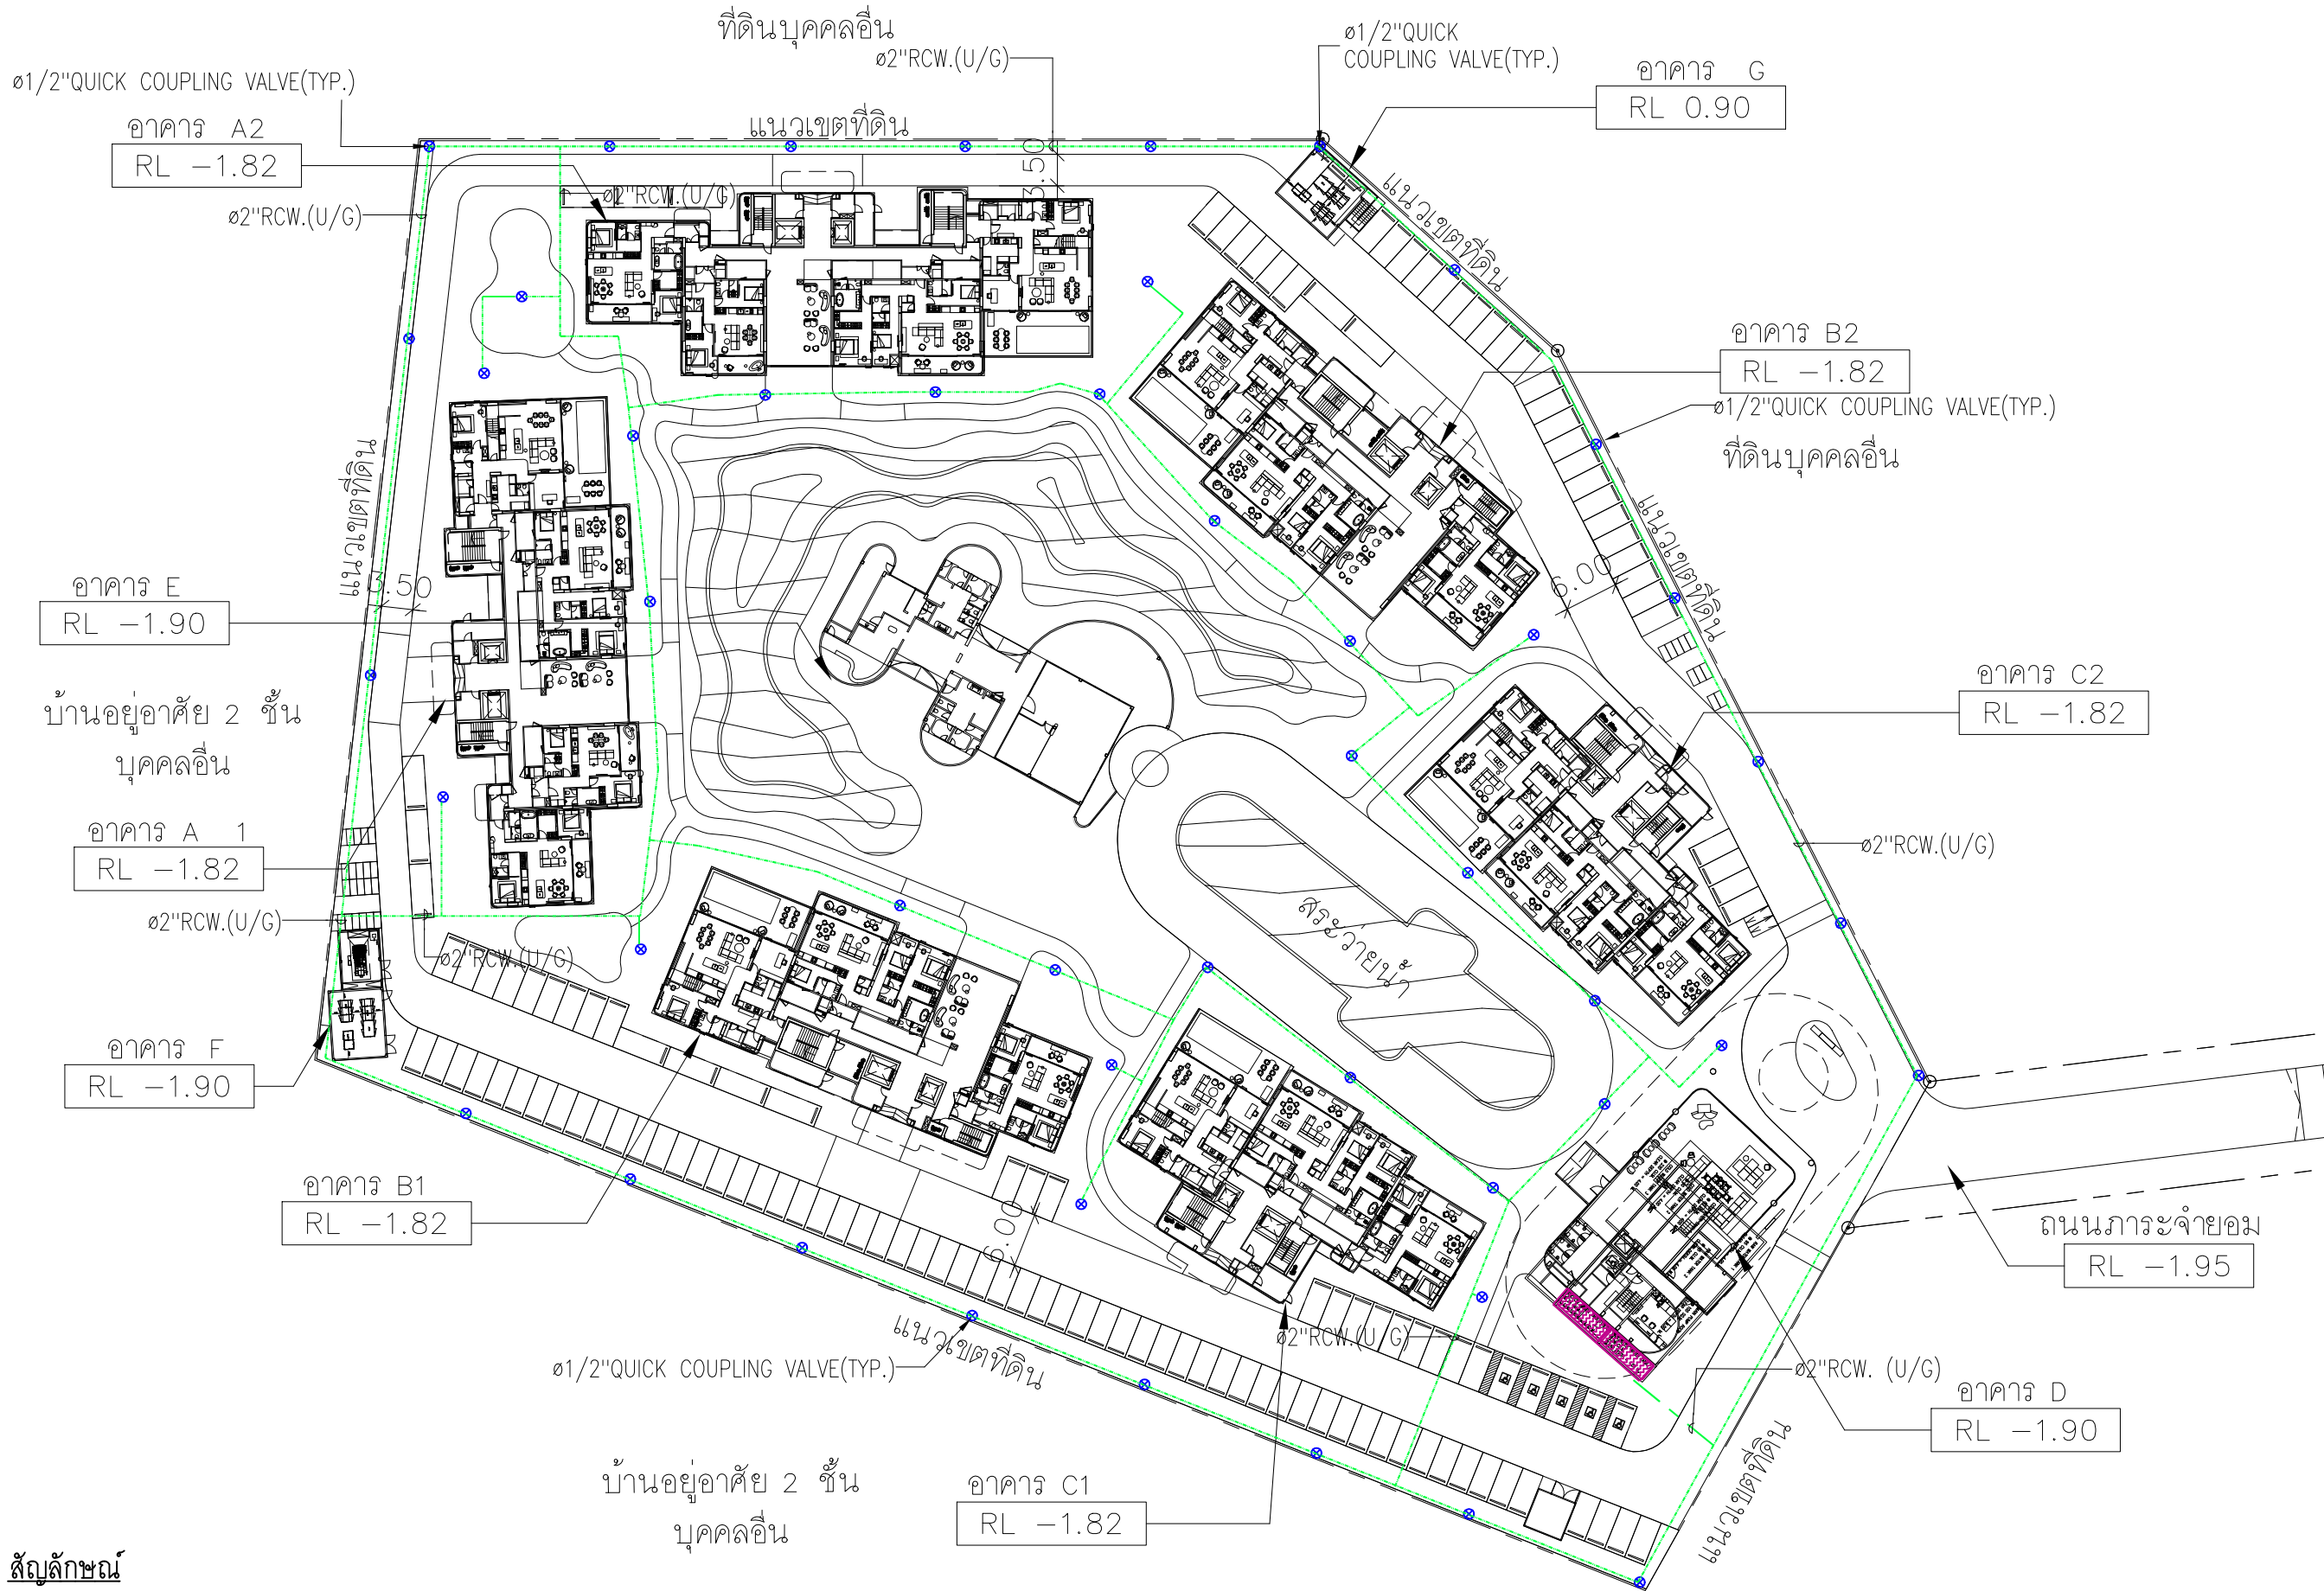 ที่ดินบุคคลอื่น
ø2"RCW.(U/G)
ø1/2"QUICK
COUPLING VALVE(TYP.)
ø1/2"QUICK COUPLING VALVE(TYP.)
อาคาร G
RL 0.90
อาคาร A2
RL −1.82
แนวเขตที่ดิน
3.50
ø2"RCW.(U/G)
ø2"RCW.(U/G)
แนวเขตที่ดิน
อาคาร B2
RL −1.82
ø1/2"QUICK COUPLING VALVE(TYP.)
ที่ดินบุคคลอื่น
แนวเขตที่ดิน
แนวเขตที่ดิน
3.50
6.00
อาคาร E
RL −1.90
อาคาร C2
RL −1.82
บ้านอยู่อาศัย 2 ชั้น
บุคคลอื่น
อาคาร A 1
RL −1.82
ø2"RCW.(U/G)
ø2"RCW.(U/G)
ø2"RCW.(U/G)
สระว่ายน้ำ
อาคาร F
RL −1.90
อาคาร B1
RL −1.82
6.00
ถนนภาระจำยอม
RL −1.95
แนวเขตที่ดิน
ø2"RCW.(U/G)
ø1/2"QUICK COUPLING VALVE(TYP.)
ø2"RCW. (U/G)
อาคาร D
RL −1.90
แนวเขตที่ดิน
บ้านอยู่อาศัย 2 ชั้น
บุคคลอื่น
อาคาร C1
RL −1.82
สัญลักษณ์